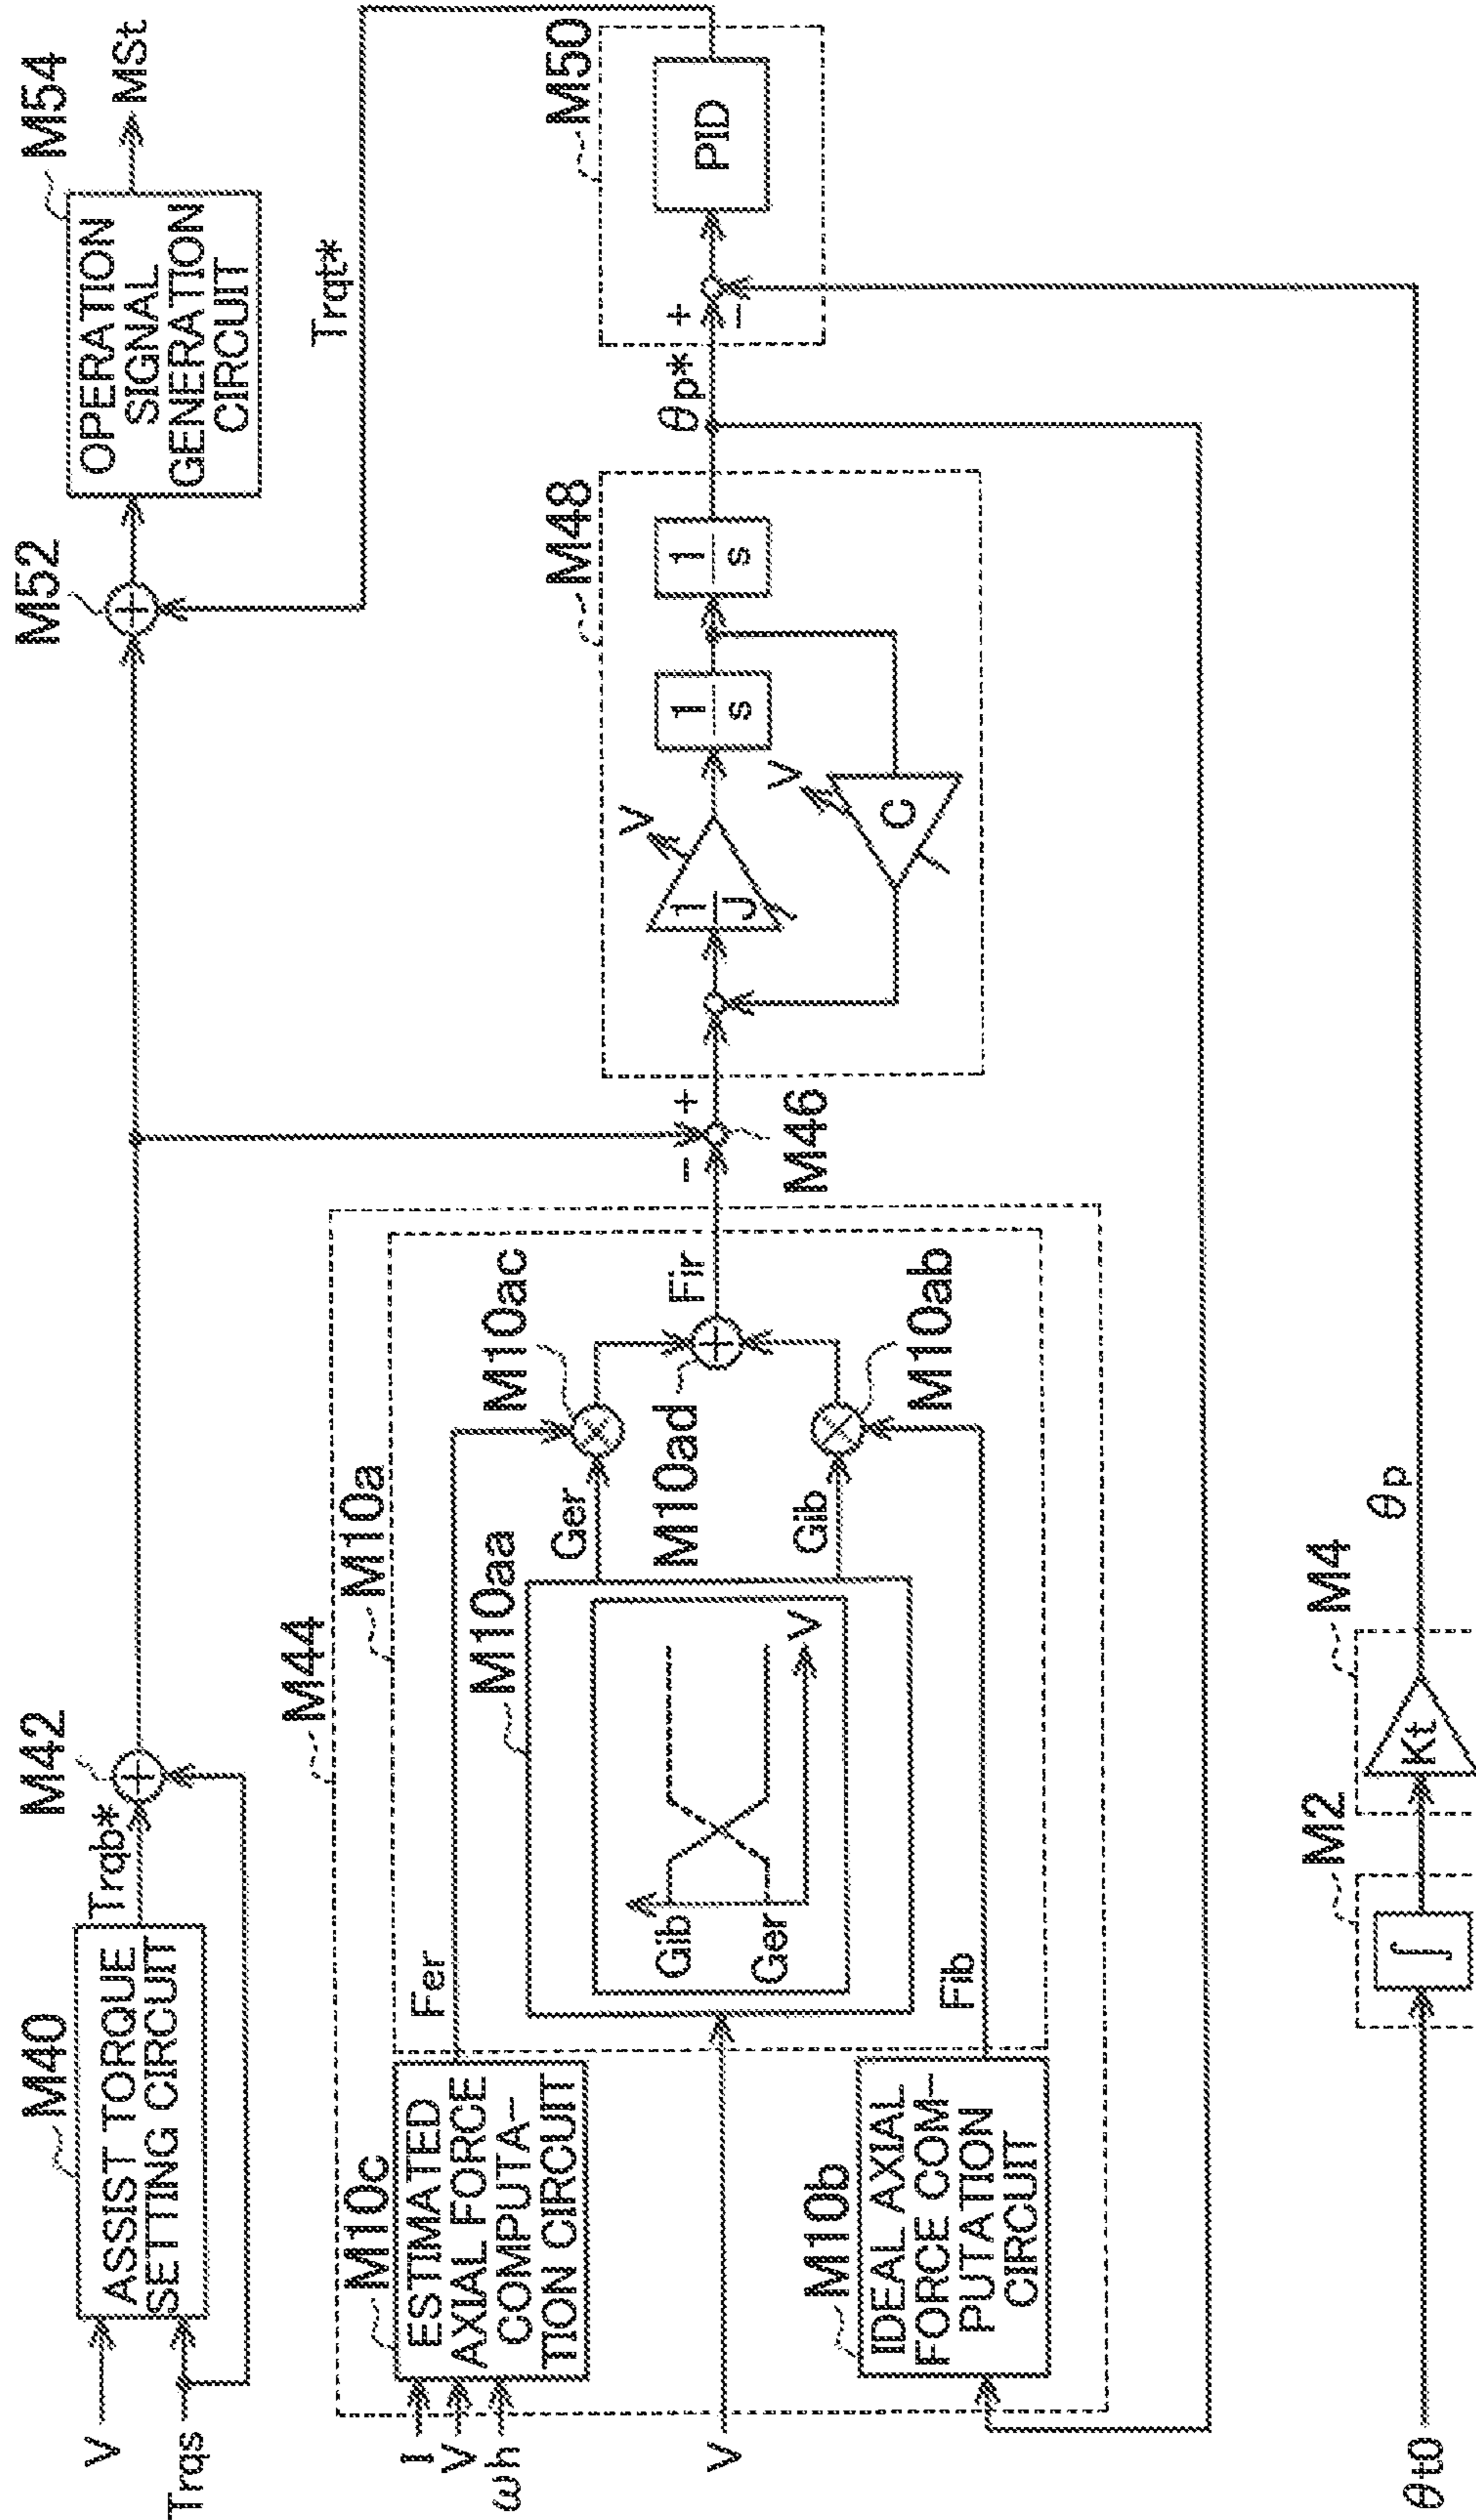 V
Trqs
M40
ASSIST TORQUE
SETTING CIRCUIT
Trqb*
M42
M52
M54
OPERATION
SIGNAL
GENERATION
CIRCUIT
MSt
Trqt*
M44
M10a
M10c
ESTIMATED
AXIAL FORCE
COMPUTA-
TION CIRCUIT
I
V
ωh
Fer
M10aa
Gib
Ger
V
Ger
M10ac
M10ad
Fir
Gib
M10ab
V
M10b
IDEAL AXIAL
FORCE COM-
PUTATION
CIRCUIT
Fib
- +
-
M46
M48
1
J
V
1
s
1
s
C
V
θp*
+
-
M50
PID
θt0
M2
∫
M4
Kt
θp